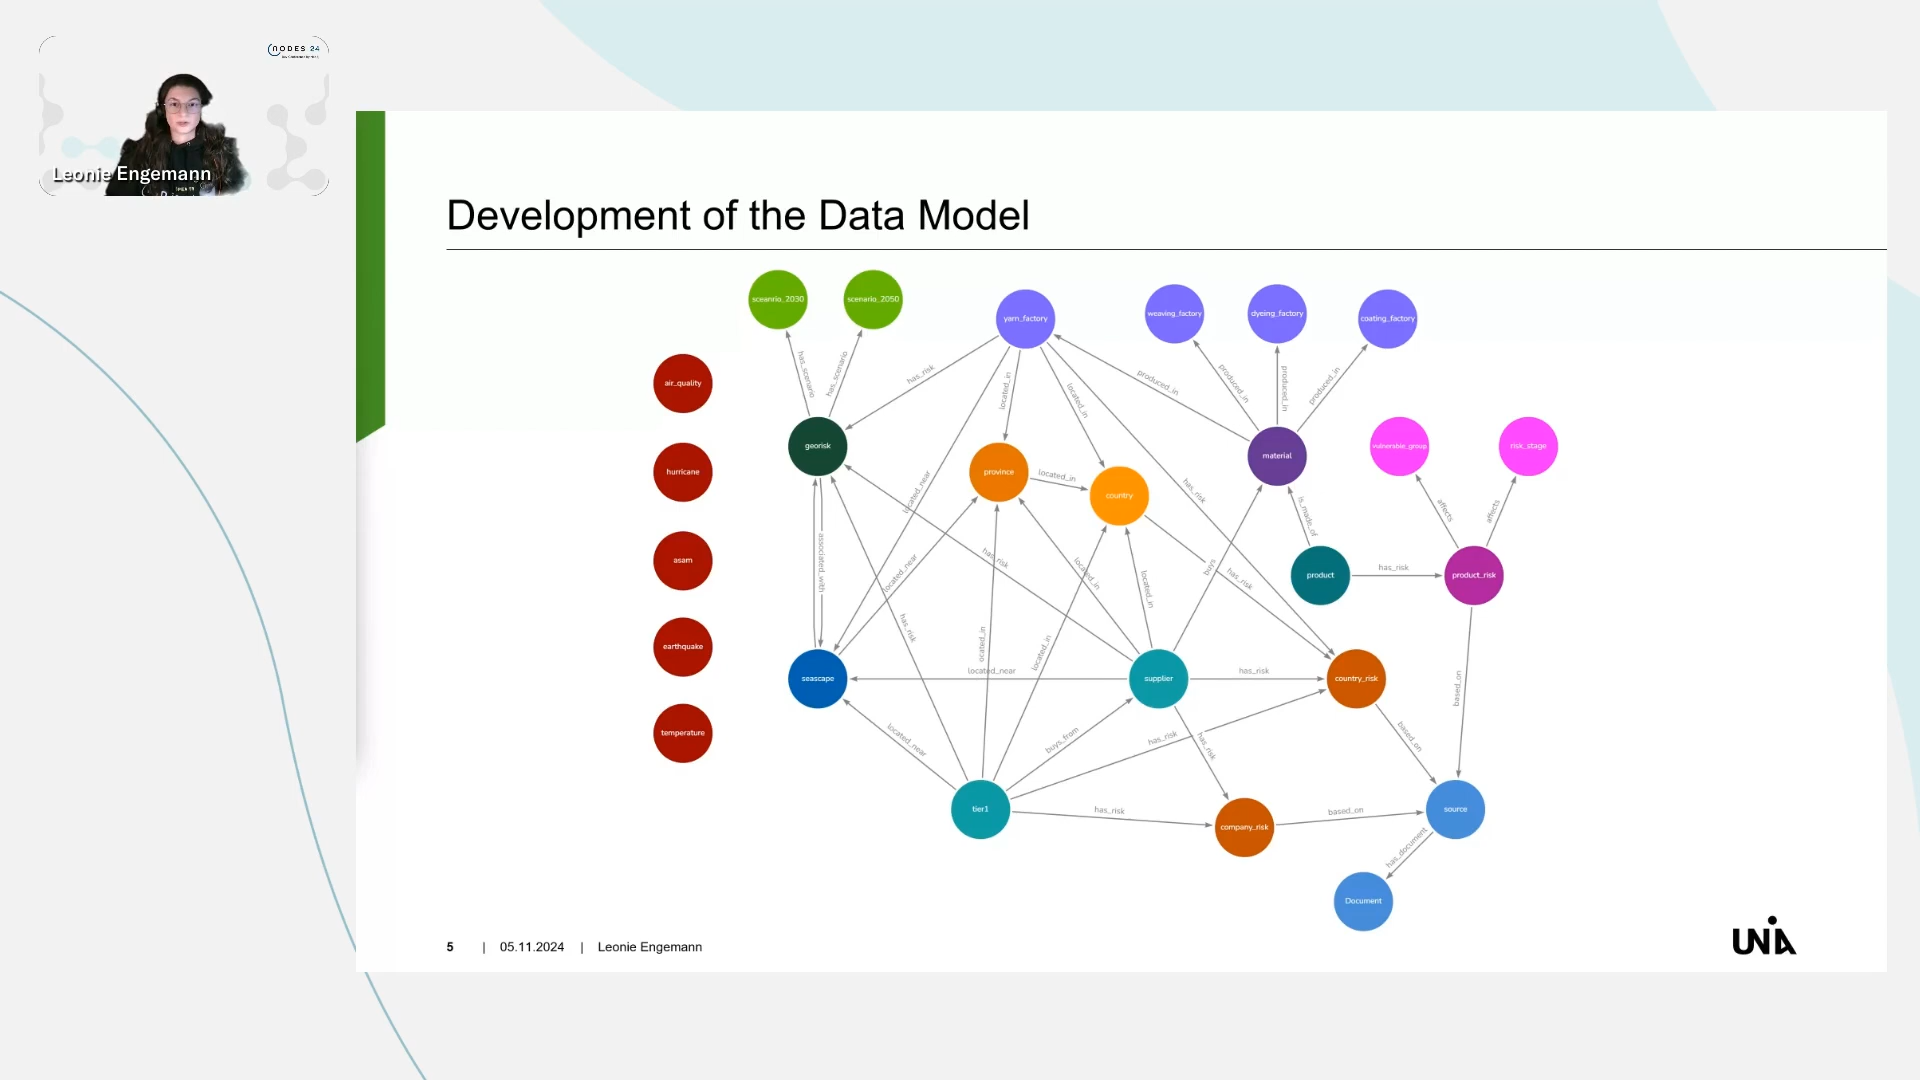 NODES 24
Leonie Engemann
Development of the Data Model
sceanrio_2030
scenario_2050
yarn_factory
weaving_factory
dyeing_factory
coating_factory
has_scenario
has_scenario
air_quality
has_risk
located_in
located_in
produced_in
produced_in
produced_in
produced_in
georisk
material
vulnerable_group
risk_stage
hurricane
province
located_in
country
located_near
has_risk
is_made_of
affects
affects
asam
associated_with
located_near
has_risk
located_in
located_in
buys
has_risk
product
has_risk
product_risk
earthquake
has_risk
ocated_in
located_in
seascape
located_near
supplier
has_risk
country_risk
based_on
temperature
located_near
buys_from
has_risk
has_risk
based_on
tier1
has_risk
company_risk
based_on
source
has_document
Document
5 | 05.11.2024 | Leonie Engemann
UNIA